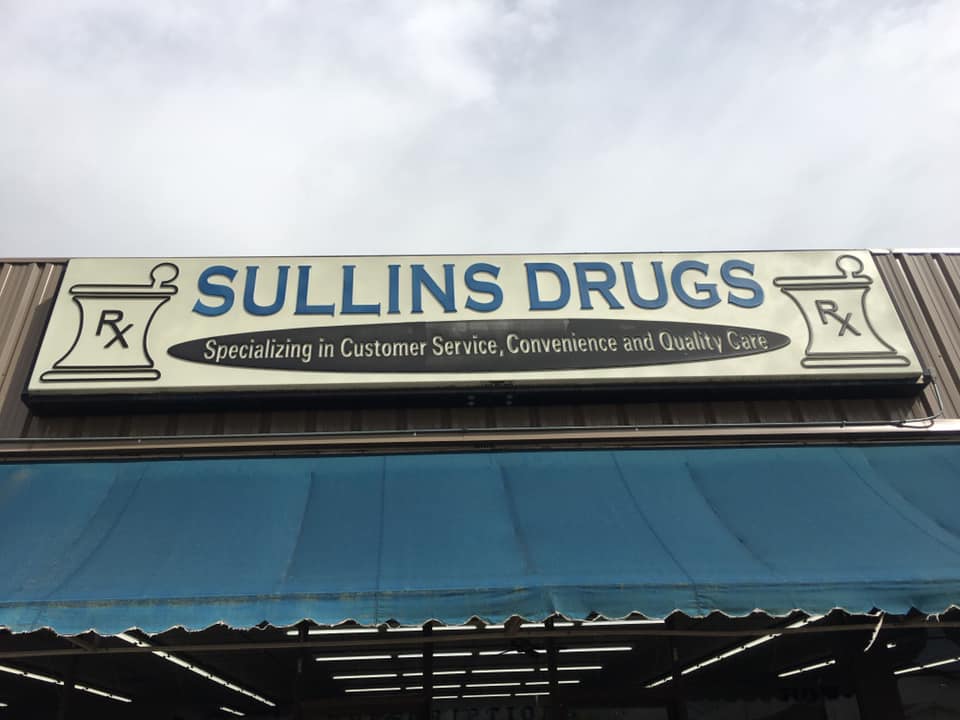 SULLINS DRUGS
Rx
Specializing in Customer Service, Convenience and Quality Care
Rx